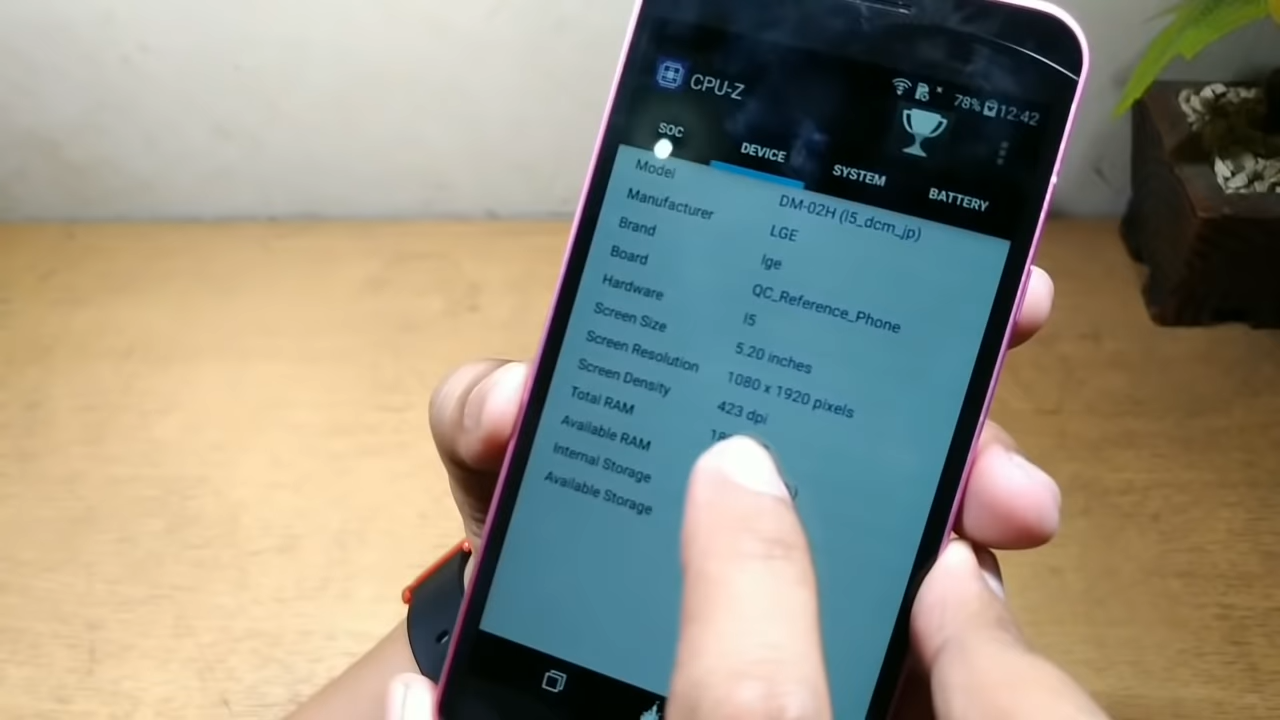 CPU-Z
78% 12:42
SOC DEVICE SYSTEM BATTERY
Model DM-02H (l5_dcm_jp)
Manufacturer LGE
Brand lge
Board QC_Reference_Phone
Hardware l5
Screen Size 5.20 inches
Screen Resolution 1080 x 1920 pixels
Screen Density 423 dpi
Total RAM
Available RAM
Internal Storage
Available Storage